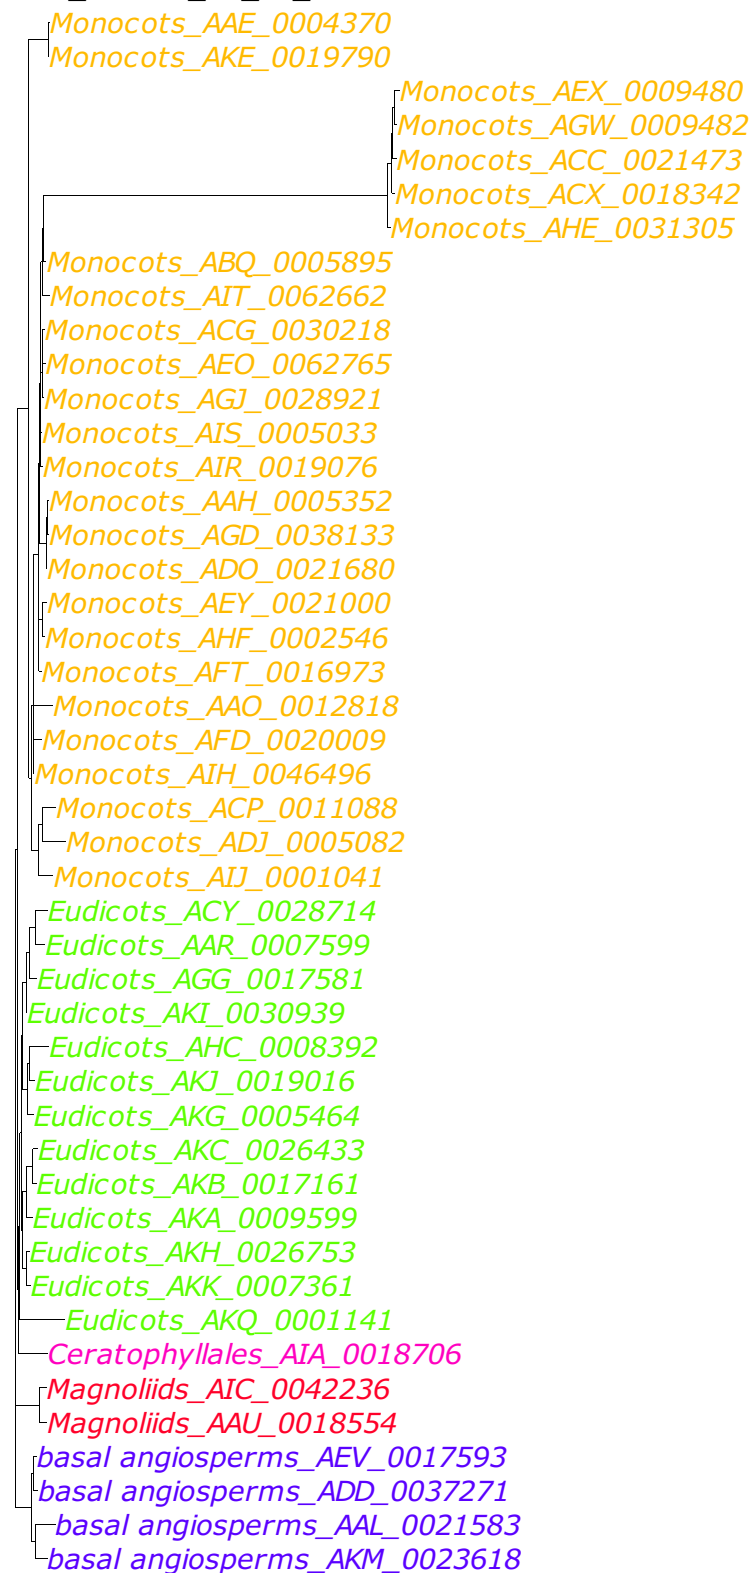 Monocots_AAE_0004370
Monocots_AKE_0019790
Monocots_AEX_0009480
Monocots_AGW_0009482
Monocots_ACC_0021473
Monocots_ACX_0018342
Monocots_AHE_0031305
Monocots_ABQ_0005895
Monocots_AIT_0062662
Monocots_ACG_0030218
Monocots_AEO_0062765
Monocots_AGJ_0028921
Monocots_AIS_0005033
Monocots_AIR_0019076
Monocots_AAH_0005352
Monocots_AGD_0038133
Monocots_ADO_0021680
Monocots_AEY_0021000
Monocots_AHF_0002546
Monocots_AFT_0016973
Monocots_AAO_0012818
Monocots_AFD_0020009
Monocots_AIH_0046496
Monocots_ACP_0011088
Monocots_ADJ_0005082
Monocots_AIJ_0001041
Eudicots_ACY_0028714
Eudicots_AAR_0007599
Eudicots_AGG_0017581
Eudicots_AKI_0030939
Eudicots_AHC_0008392
Eudicots_AKJ_0019016
Eudicots_AKG_0005464
Eudicots_AKC_0026433
Eudicots_AKB_0017161
Eudicots_AKA_0009599
Eudicots_AKH_0026753
Eudicots_AKK_0007361
Eudicots_AKQ_0001141
Ceratophyllales_AIA_0018706
Magnoliids_AIC_0042236
Magnoliids_AAU_0018554
basal angiosperms_AEV_0017593
basal angiosperms_ADD_0037271
basal angiosperms_AAL_0021583
basal angiosperms_AKM_0023618